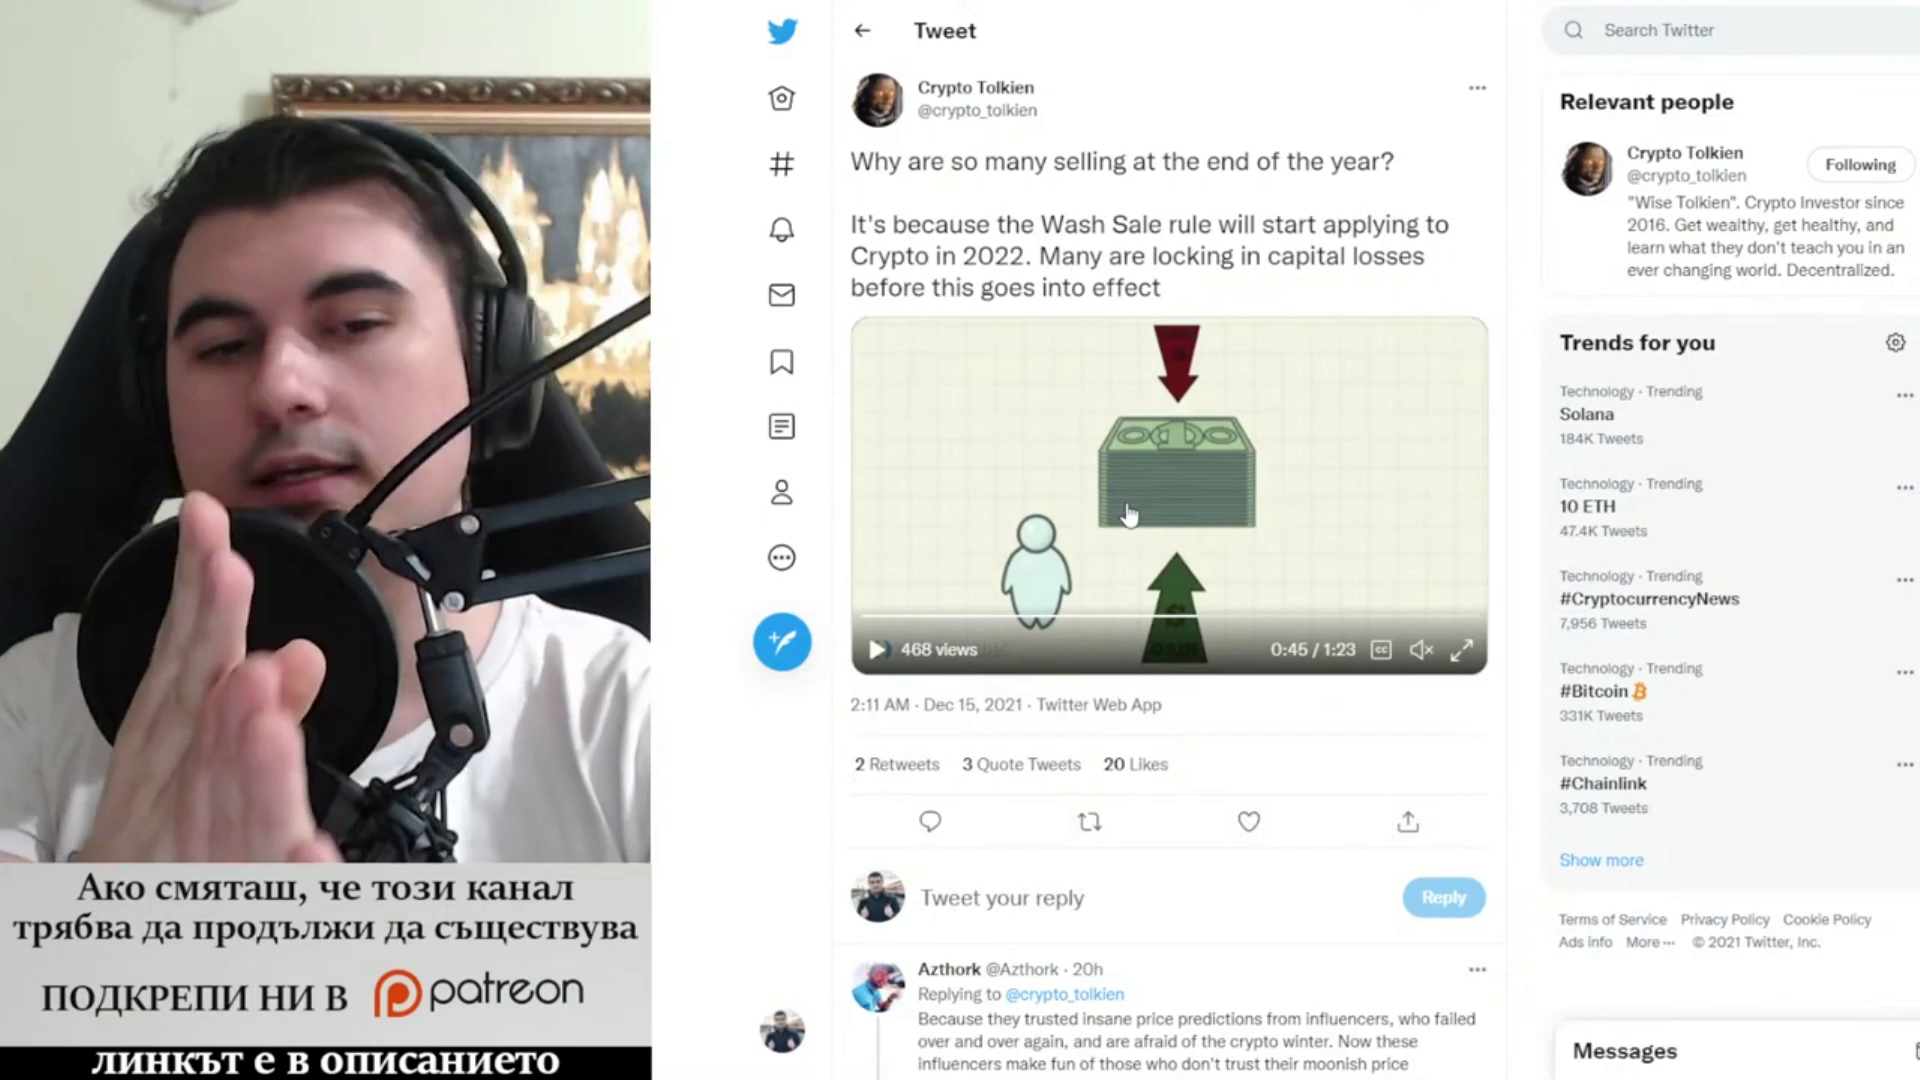 Tweet
Search Twitter
Crypto Tolkien
@crypto_tolkien
Why are so many selling at the end of the year?
It's because the Wash Sale rule will start applying to
Crypto in 2022. Many are locking in capital losses
before this goes into effect
468 views
0:45 / 1:23
CC
2:11 AM · Dec 15, 2021 · Twitter Web App
2 Retweets 3 Quote Tweets 20 Likes
Tweet your reply
Reply
Azthork @Azthork · 20h
Replying to @crypto_tolkien
Because they trusted insane price predictions from influencers, who failed
over and over again, and are afraid of the crypto winter. Now these
influencers make fun of those who don't trust their moonish price
Relevant people
Crypto Tolkien
@crypto_tolkien
Following
"Wise Tolkien". Crypto Investor since
2016. Get wealthy, get healthy, and
learn what they don't teach you in an
ever changing world. Decentralized.
Trends for you
Technology · Trending
Solana
184K Tweets
Technology · Trending
10 ETH
47.4K Tweets
Technology · Trending
#CryptocurrencyNews
7,956 Tweets
Technology · Trending
#Bitcoin
331K Tweets
Technology · Trending
#Chainlink
3,708 Tweets
Show more
Terms of Service Privacy Policy Cookie Policy
Ads info More ··· © 2021 Twitter, Inc.
Messages
Ако смяташ, че този канал
трябва да продължи да съществува
ПОДКРЕПИ НИ В patreon
линкът е в описанието